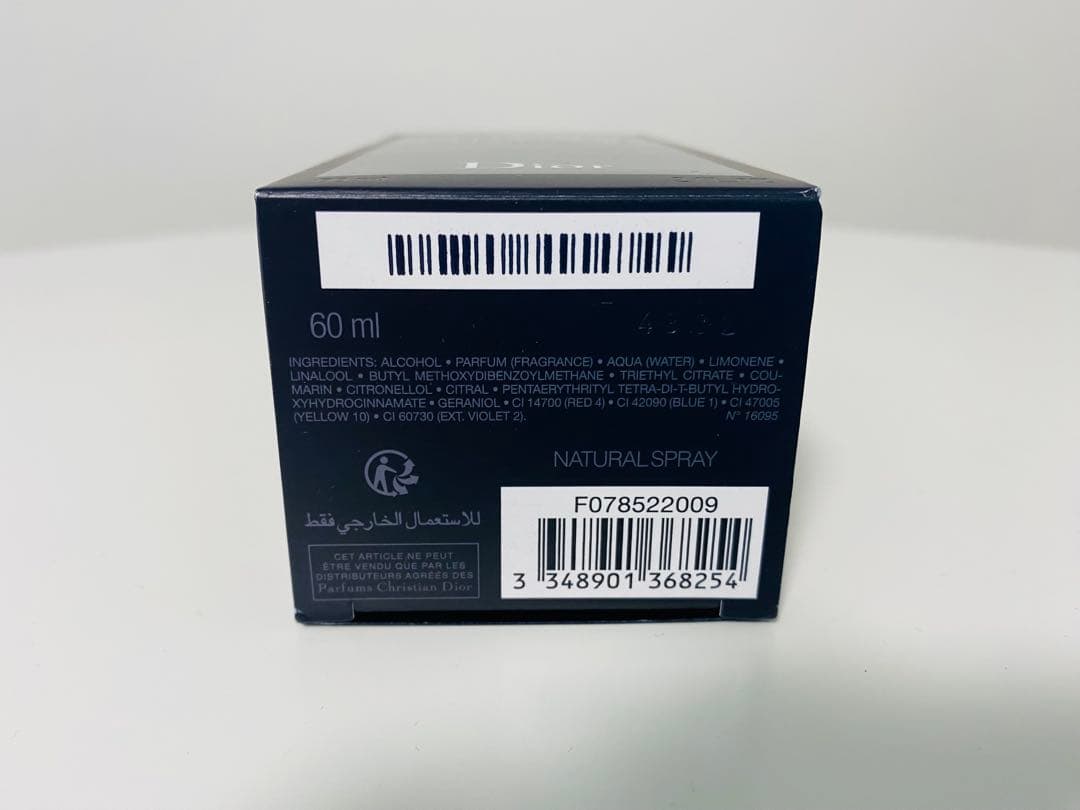 Dior
60 ml
INGREDIENTS: ALCOHOL • PARFUM (FRAGRANCE) • AQUA (WATER) • LIMONENE •
LINALOOL • BUTYL METHOXYDIBENZOYLMETHANE • TRIETHYL CITRATE • COU-
MARIN • CITRONELLOL • CITRAL • PENTAERYTHRITYL TETRA-DI-T-BUTYL HYDRO-
XYHYDROCINNAMATE • GERANIOL • CI 14700 (RED 4) • CI 42090 (BLUE 1) • CI 47005
(YELLOW 10) • CI 60730 (EXT. VIOLET 2).
N° 16095
NATURAL SPRAY
للاستعمال الخارجي فقط
CET ARTICLE NE PEUT
ÊTRE VENDU QUE PAR LES
DISTRIBUTEURS AGRÉÉS DES
Parfums Christian Dior
F078522009
3 348901 368254